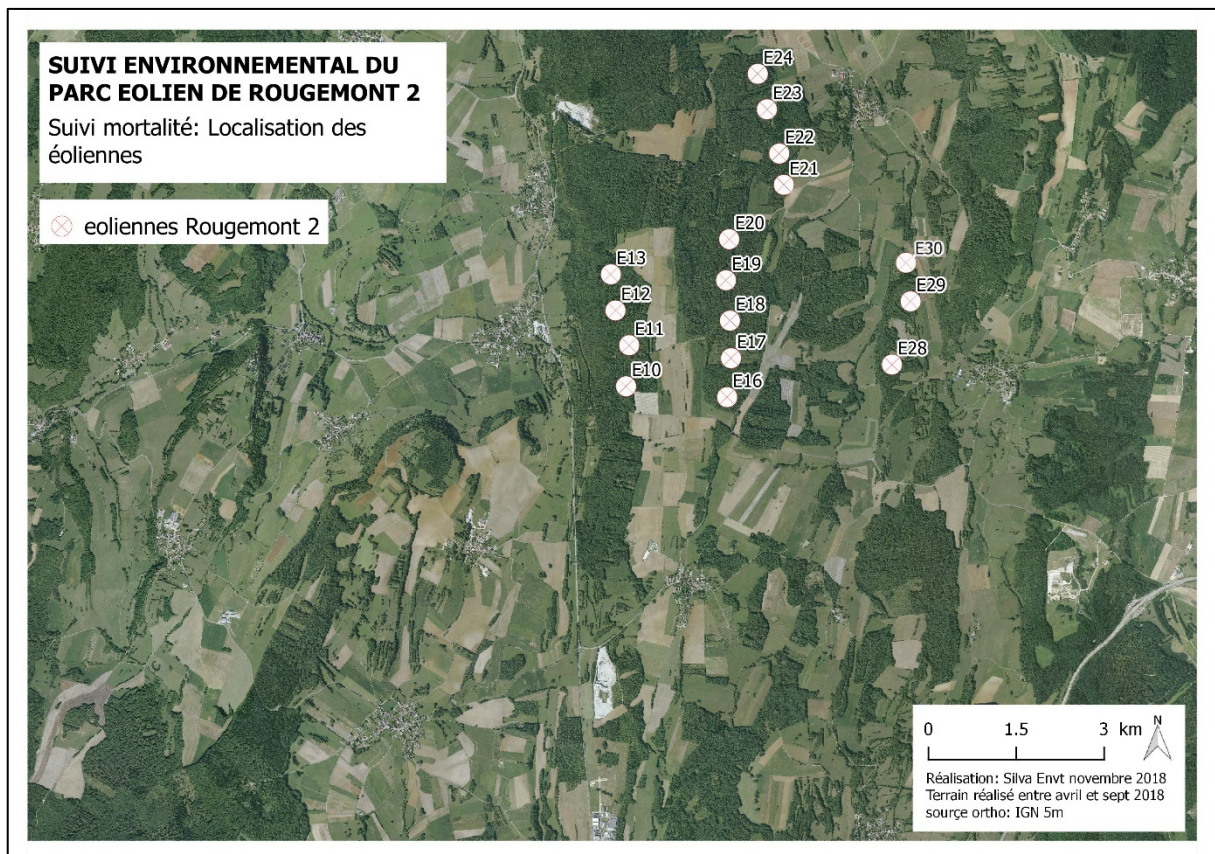 SUIVI ENVIRONNEMENTAL DU
PARC EOLIEN DE ROUGEMONT 2
Suivi mortalité: Localisation des
éoliennes
eoliennes Rougemont 2
E24
E23
E22
E21
E20
E13
E19
E30
E12
E29
E18
E11
E17
E28
E10
E16
0 1.5 3 km
N
Réalisation: Silva Envt novembre 2018
Terrain réalisé entre avril et sept 2018
sourçe ortho: IGN 5m